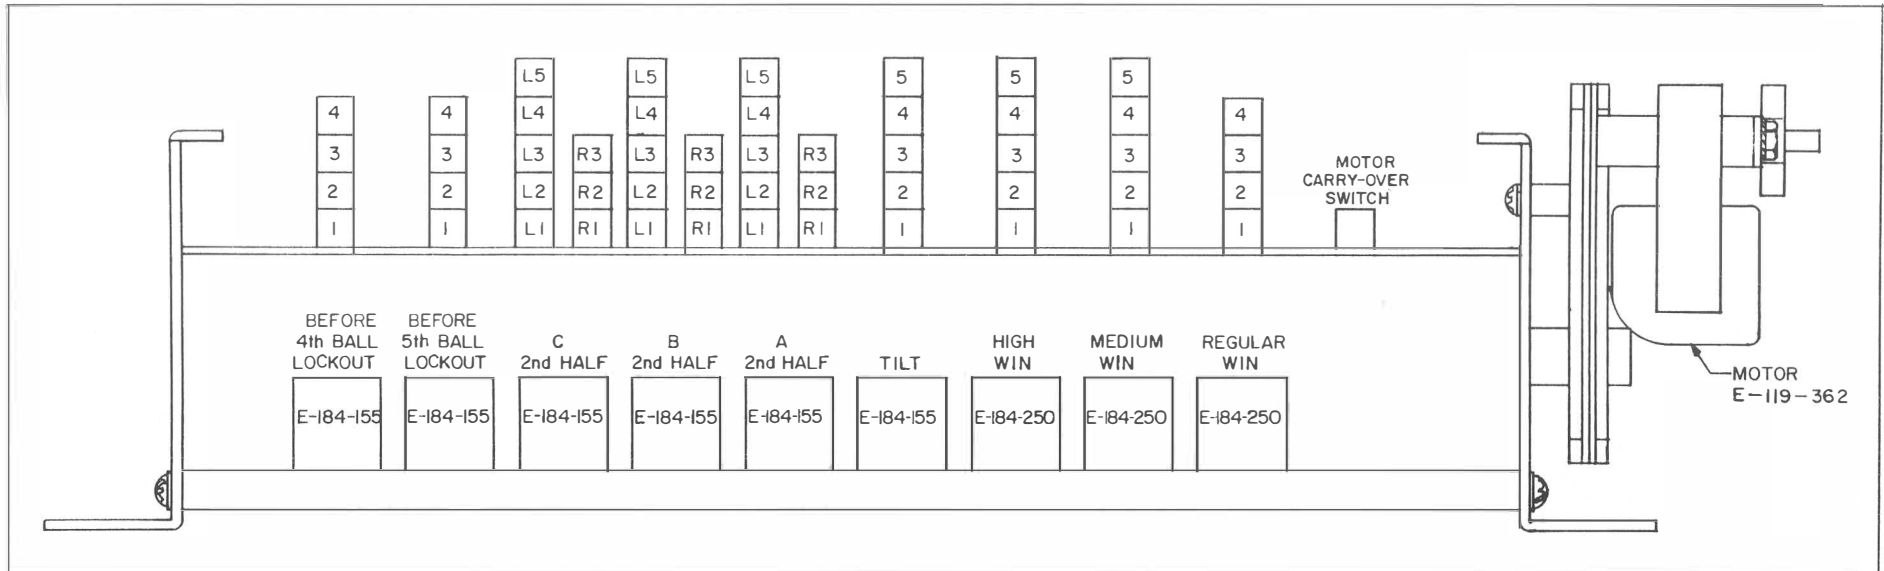 L5 L5 L5 5 5 5
4 4 L4 L4 L4 4 4 4 4
3 3 L3 R3 L3 R3 L3 R3 3 3 3 3
2 2 L2 R2 L2 R2 L2 R2 2 2 2 2
1 1 L1 R1 L1 R1 L1 R1 1 1 1 1
MOTOR
CARRY-OVER
SWITCH
BEFORE
4th BALL
LOCKOUT
BEFORE
5th BALL
LOCKOUT
C
2nd HALF
B
2nd HALF
A
2nd HALF
TILT
HIGH
WIN
MEDIUM
WIN
REGULAR
WIN
E-184-155 E-184-155 E-184-155 E-184-155 E-184-155 E-184-155 E-184-250 E-184-250 E-184-250
MOTOR
E-119-362